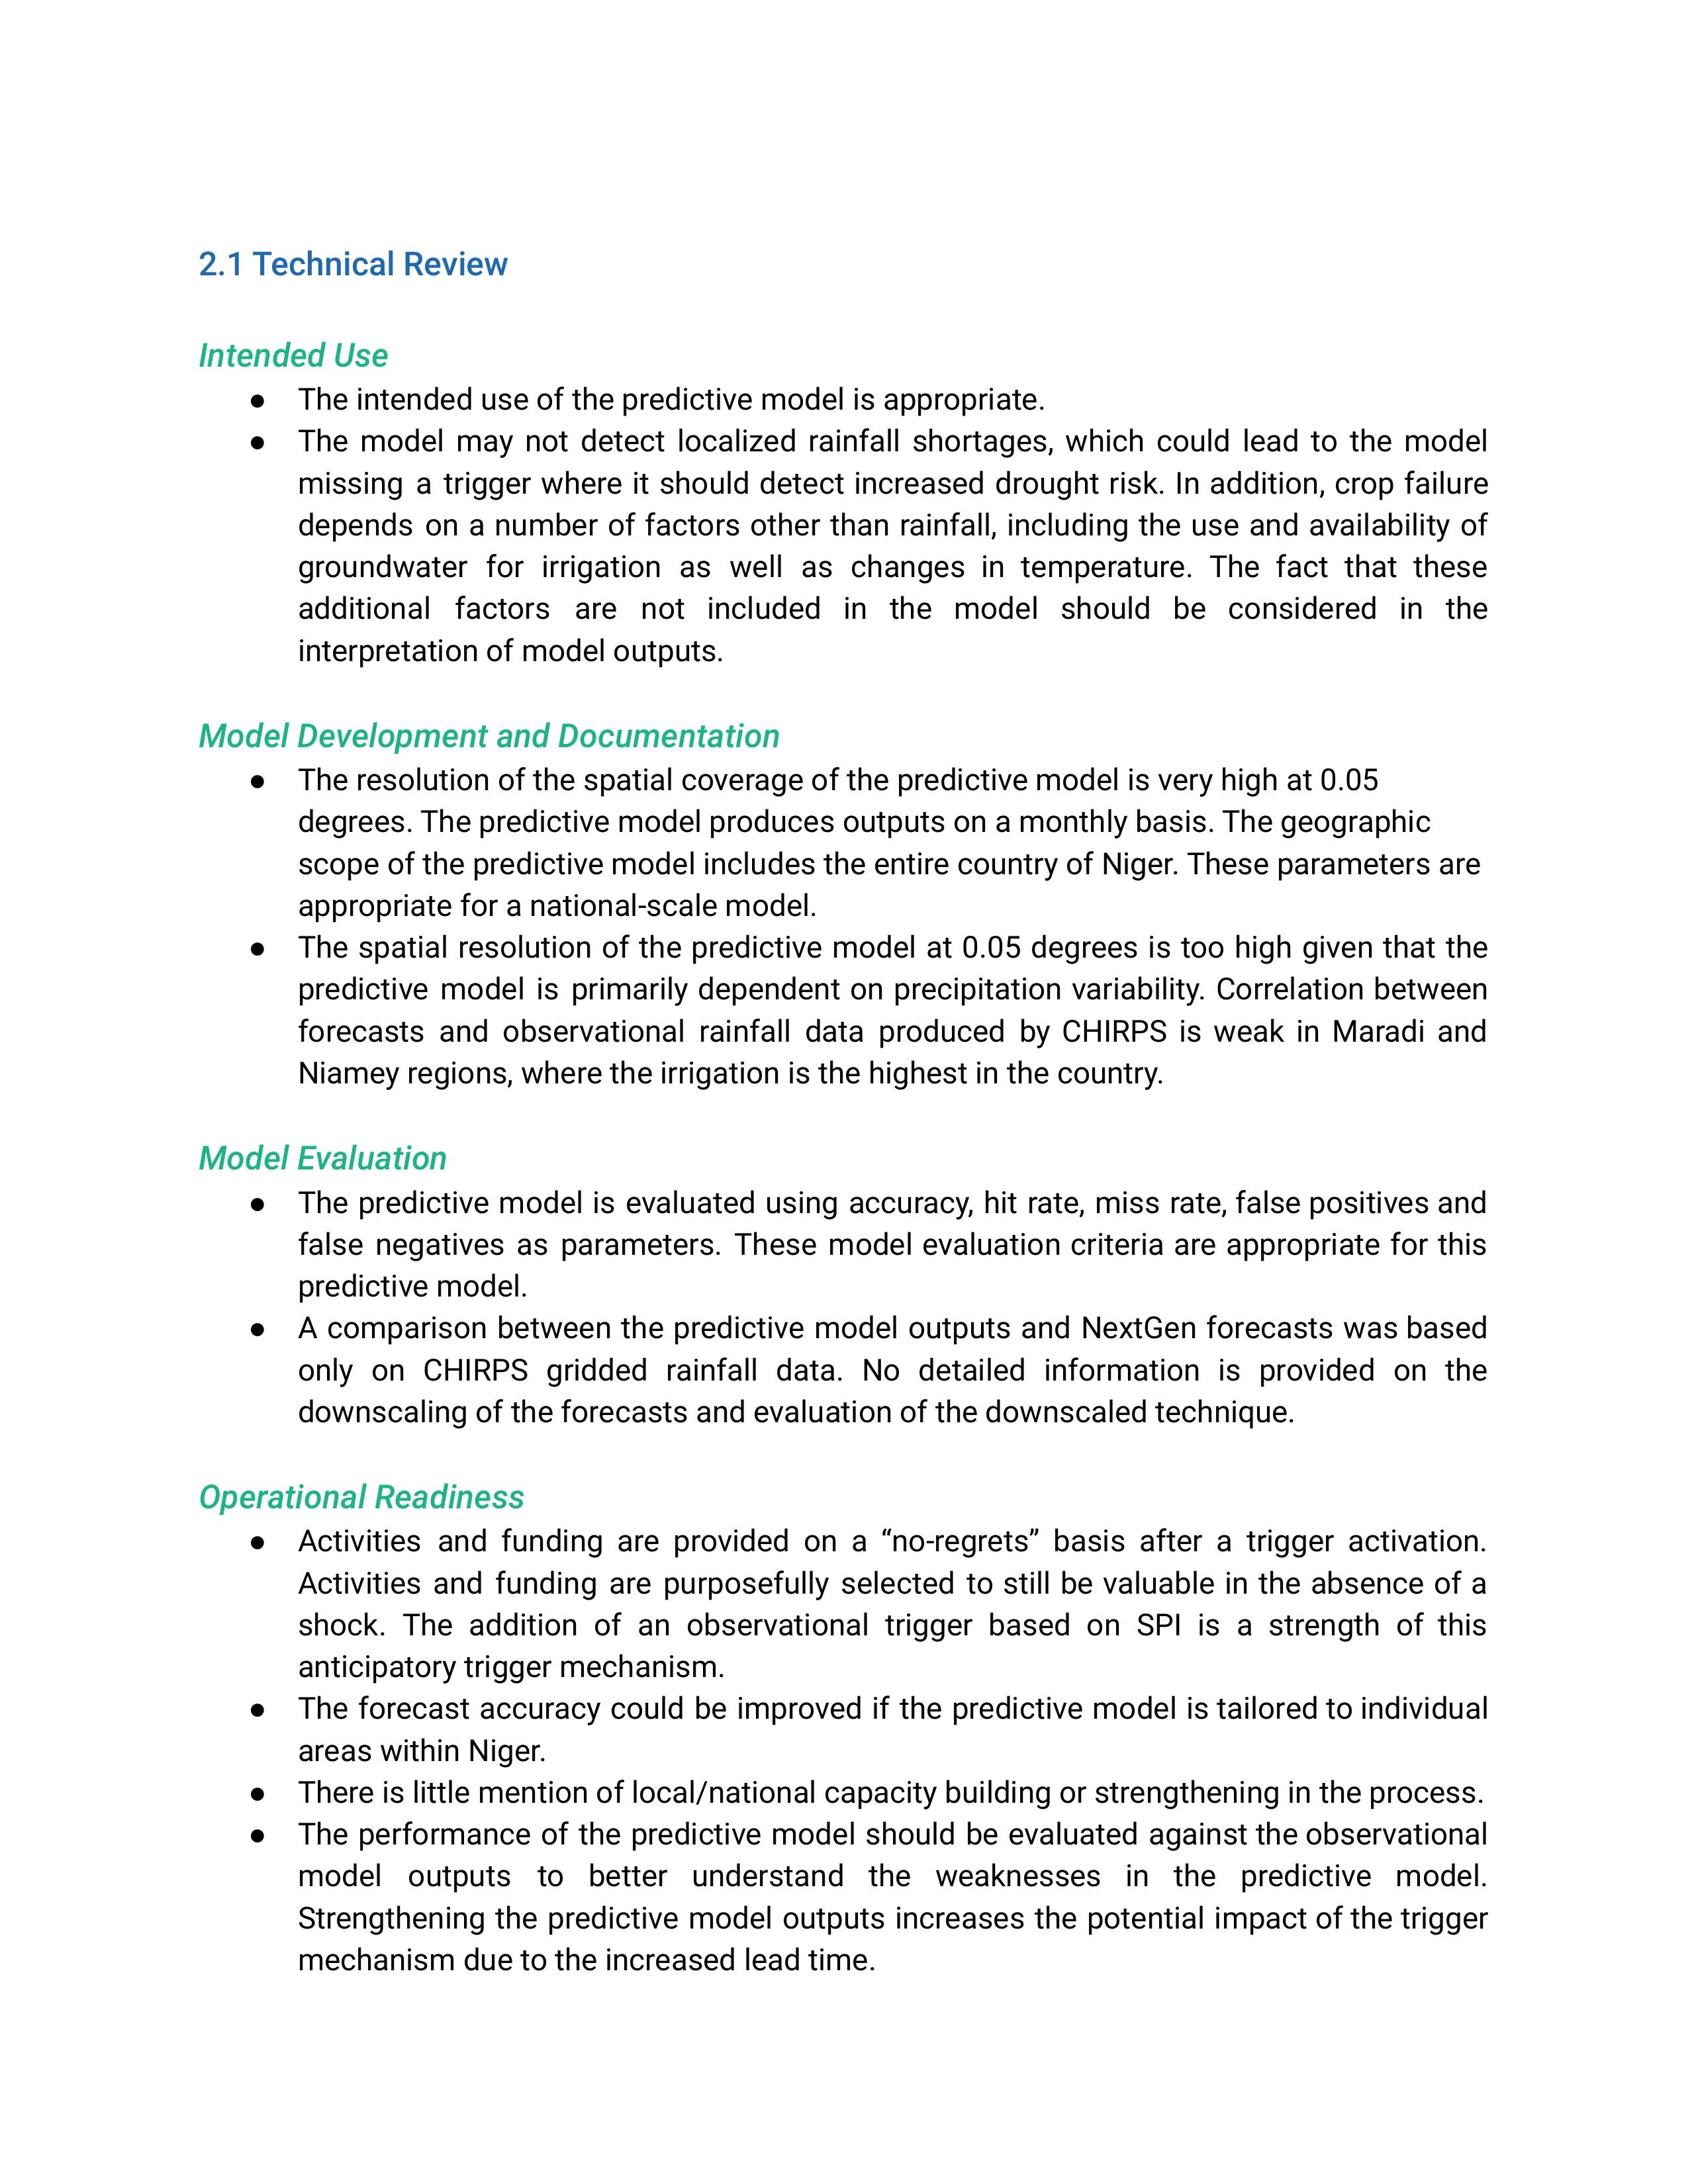 2.1 Technical Review
Intended Use
● The intended use of the predictive model is appropriate.
● The model may not detect localized rainfall shortages, which could lead to the model
missing a trigger where it should detect increased drought risk. In addition, crop failure
depends on a number of factors other than rainfall, including the use and availability of
groundwater for irrigation as well as changes in temperature. The fact that these
additional factors are not included in the model should be considered in the
interpretation of model outputs.
Model Development and Documentation
● The resolution of the spatial coverage of the predictive model is very high at 0.05
degrees. The predictive model produces outputs on a monthly basis. The geographic
scope of the predictive model includes the entire country of Niger. These parameters are
appropriate for a national-scale model.
● The spatial resolution of the predictive model at 0.05 degrees is too high given that the
predictive model is primarily dependent on precipitation variability. Correlation between
forecasts and observational rainfall data produced by CHIRPS is weak in Maradi and
Niamey regions, where the irrigation is the highest in the country.
Model Evaluation
● The predictive model is evaluated using accuracy, hit rate, miss rate, false positives and
false negatives as parameters. These model evaluation criteria are appropriate for this
predictive model.
● A comparison between the predictive model outputs and NextGen forecasts was based
only on CHIRPS gridded rainfall data. No detailed information is provided on the
downscaling of the forecasts and evaluation of the downscaled technique.
Operational Readiness
● Activities and funding are provided on a “no-regrets” basis after a trigger activation.
Activities and funding are purposefully selected to still be valuable in the absence of a
shock. The addition of an observational trigger based on SPI is a strength of this
anticipatory trigger mechanism.
● The forecast accuracy could be improved if the predictive model is tailored to individual
areas within Niger.
● There is little mention of local/national capacity building or strengthening in the process.
● The performance of the predictive model should be evaluated against the observational
model outputs to better understand the weaknesses in the predictive model.
Strengthening the predictive model outputs increases the potential impact of the trigger
mechanism due to the increased lead time.